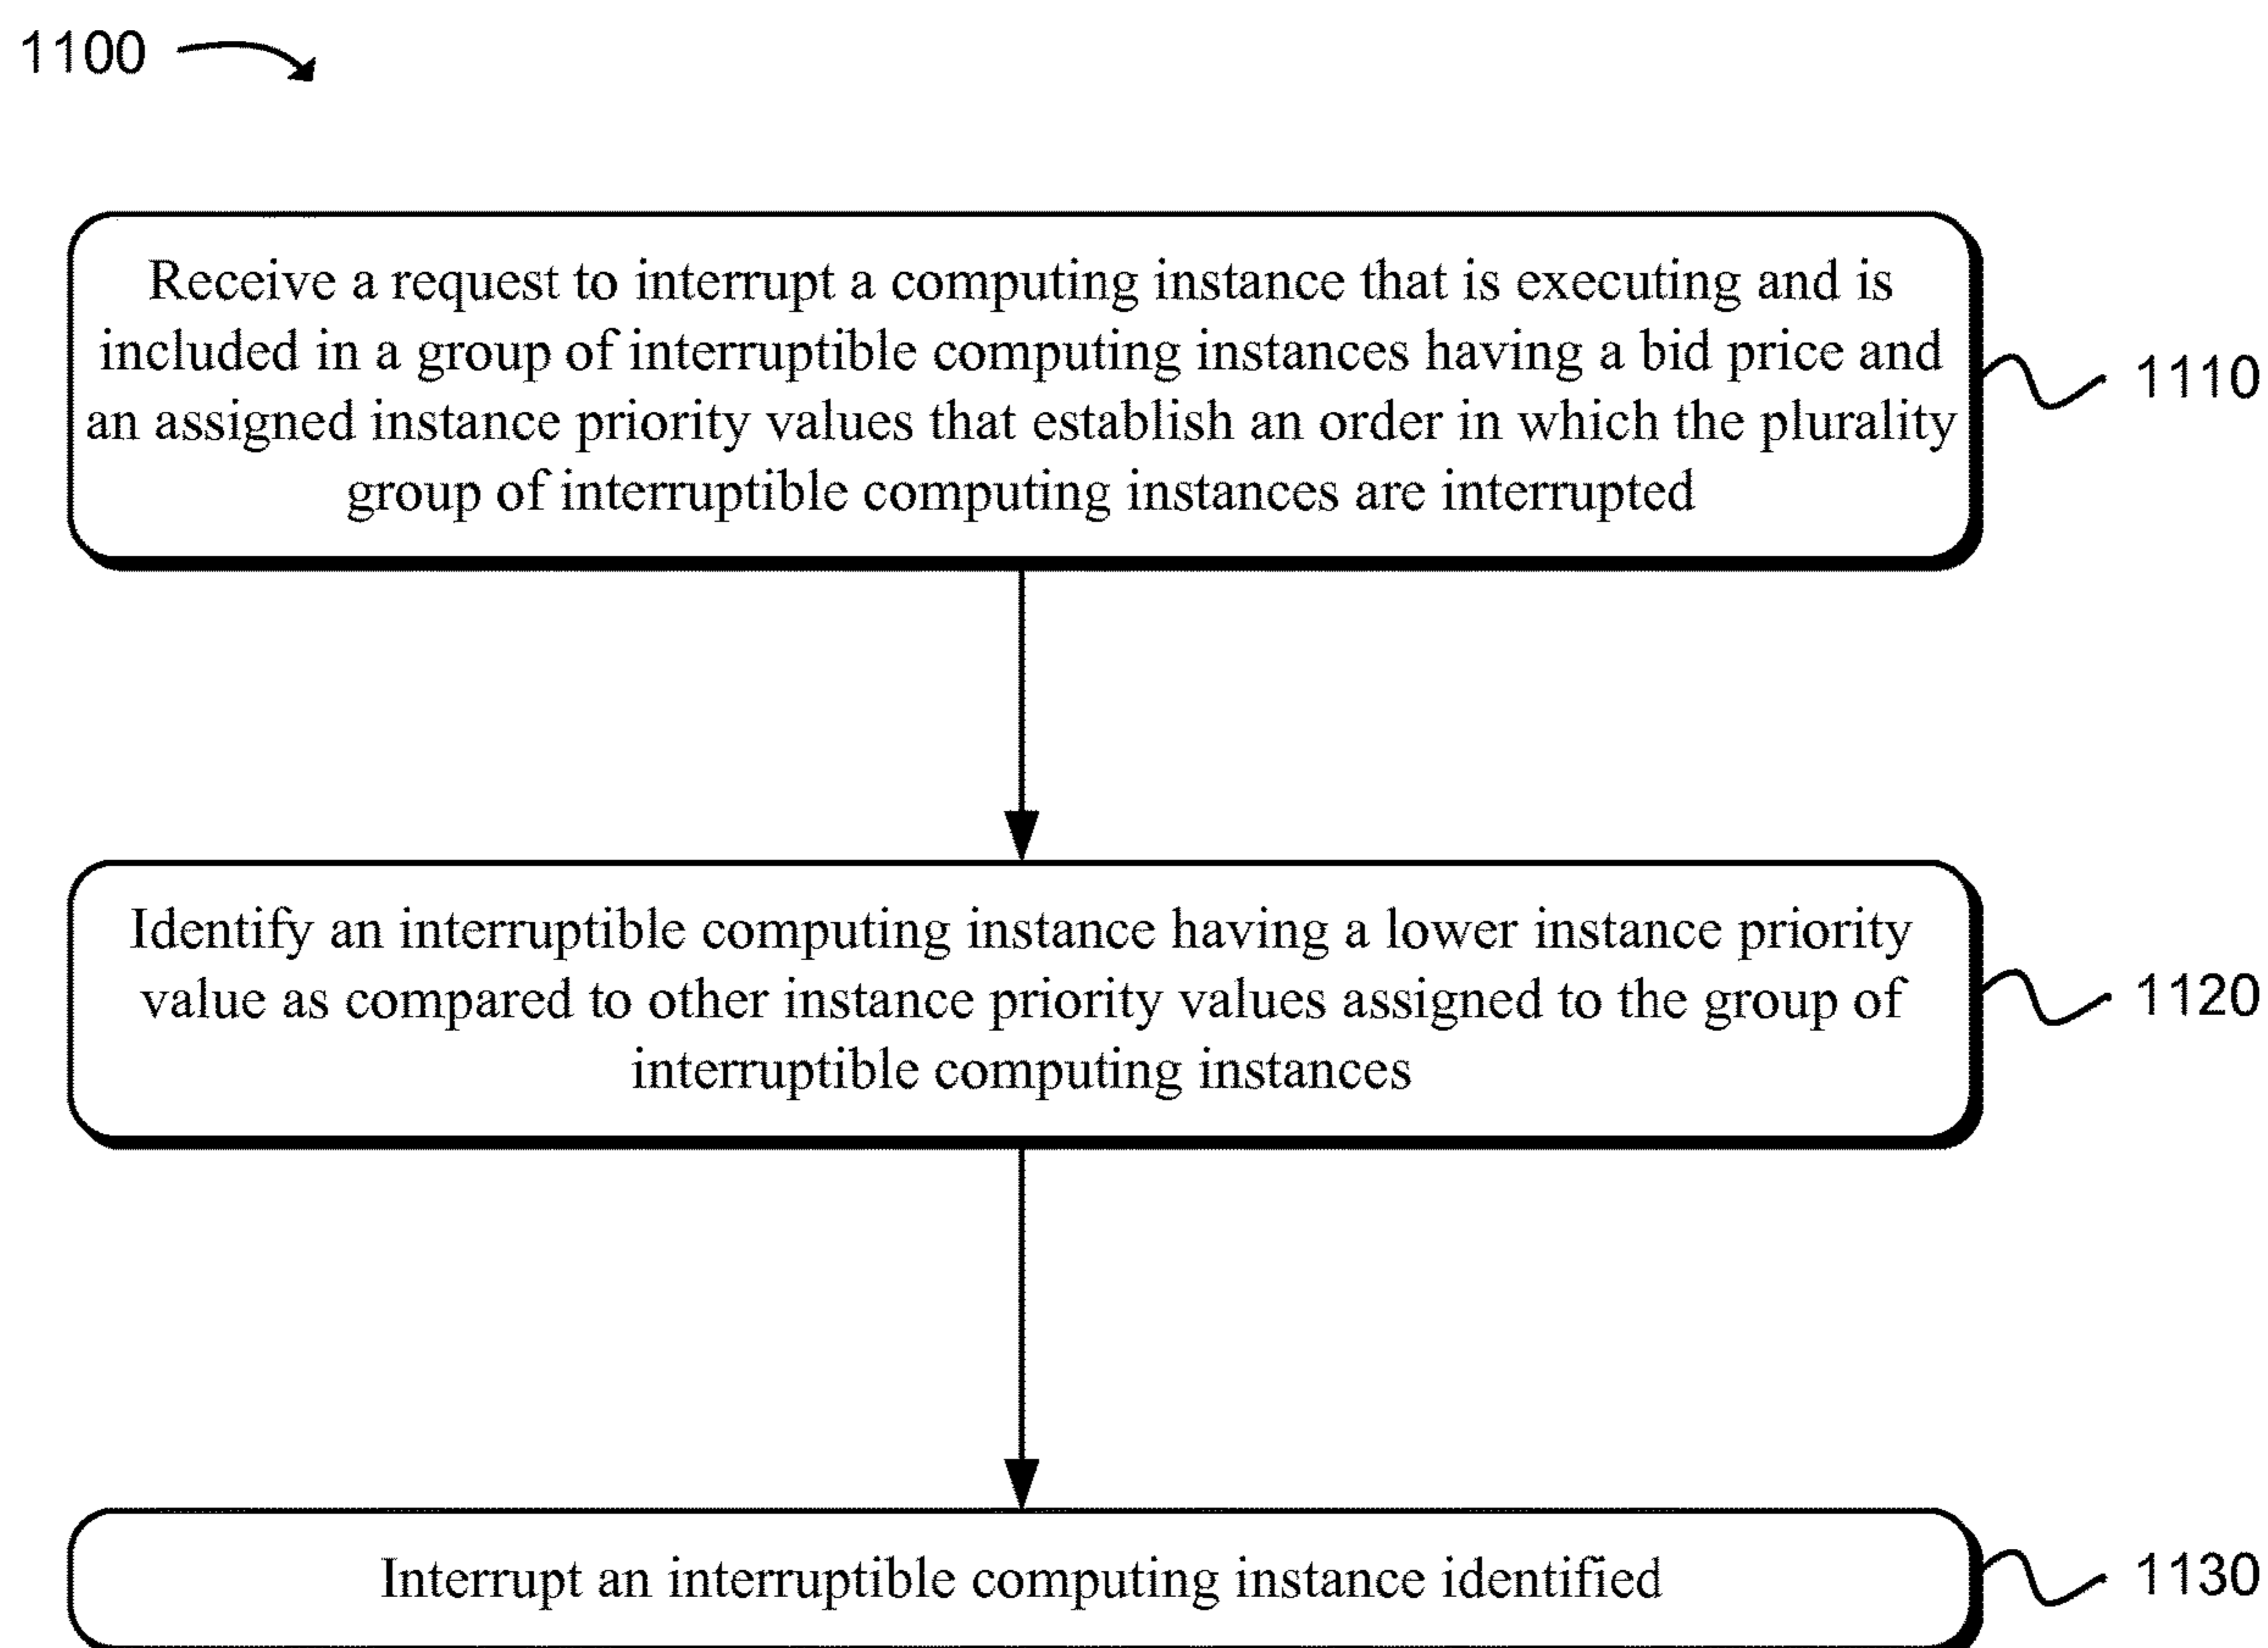 1100
Receive a request to interrupt a computing instance that is executing and is
included in a group of interruptible computing instances having a bid price and
an assigned instance priority values that establish an order in which the plurality
group of interruptible computing instances are interrupted
1110
Identify an interruptible computing instance having a lower instance priority
value as compared to other instance priority values assigned to the group of
interruptible computing instances
1120
Interrupt an interruptible computing instance identified
1130